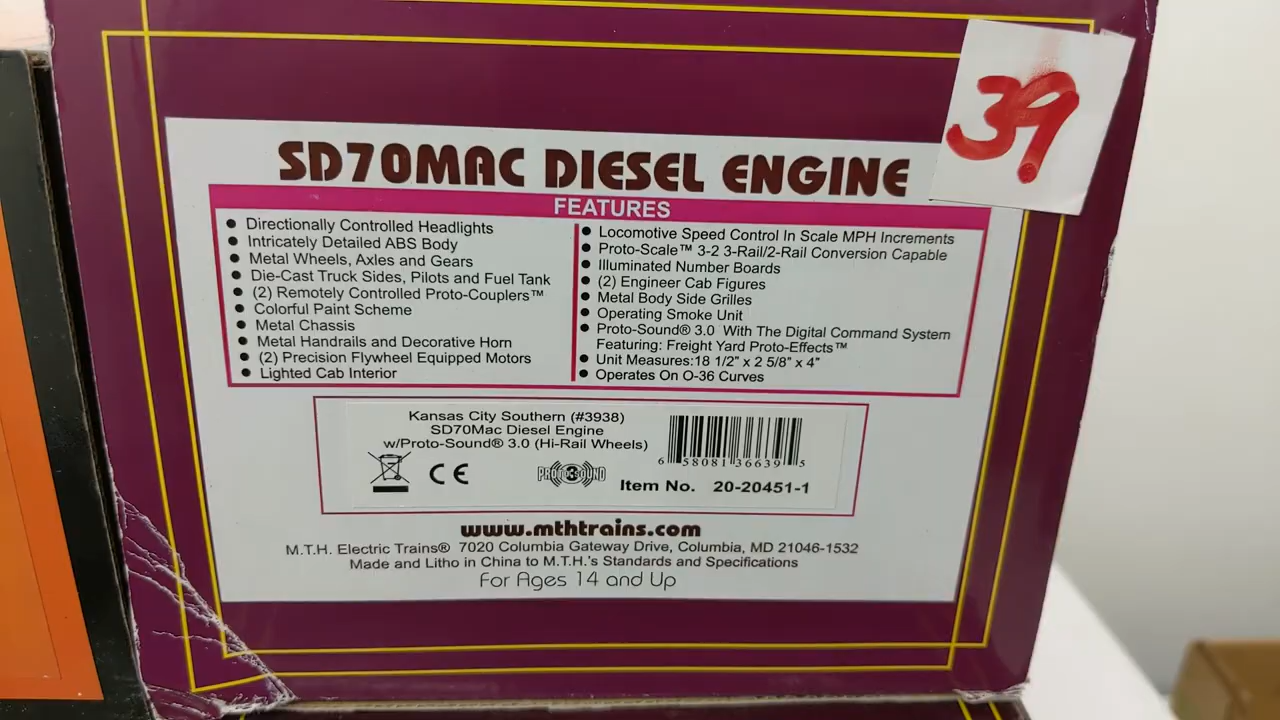 39.
SD70MAC DIESEL ENGINE
FEATURES
Directionally Controlled Headlights
Intricately Detailed ABS Body
Metal Wheels, Axles and Gears
Die-Cast Truck Sides, Pilots and Fuel Tank
(2) Remotely Controlled Proto-Couplers™
Colorful Paint Scheme
Metal Chassis
Metal Handrails and Decorative Horn
(2) Precision Flywheel Equipped Motors
Lighted Cab Interior
Locomotive Speed Control In Scale MPH Increments
Proto-Scale™ 3-2 3-Rail/2-Rail Conversion Capable
Illuminated Number Boards
(2) Engineer Cab Figures
Metal Body Side Grilles
Operating Smoke Unit
Proto-Sound® 3.0 With The Digital Command System
Featuring: Freight Yard Proto-Effects™
Unit Measures:18 1/2" x 2 5/8" x 4"
Operates On O-36 Curves
Kansas City Southern (#3938)
SD70Mac Diesel Engine
w/Proto-Sound® 3.0 (Hi-Rail Wheels)
6 58081 36639 5
CE
PROTO3SOUND
Item No. 20-20451-1
www.mthtrains.com
M.T.H. Electric Trains® 7020 Columbia Gateway Drive, Columbia, MD 21046-1532
Made and Litho in China to M.T.H.'s Standards and Specifications
For Ages 14 and Up